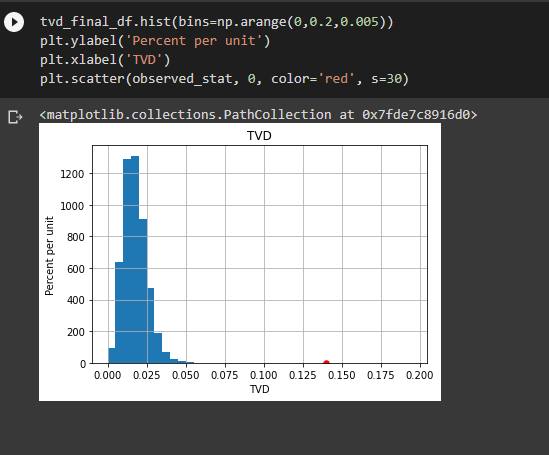 tvd_final_df.hist(bins=np.arange(0,0.2,0.005))
plt.ylabel('Percent per unit')
plt.xlabel('TVD')
plt.scatter(observed_stat, 0, color='red', s=30)
<matplotlib.collections.PathCollection at 0x7fde7c8916d0>
TVD
1200
1000
800
600
400
200
0
Percent per unit
0.000 0.025 0.050 0.075 0.100 0.125 0.150 0.175 0.200
TVD